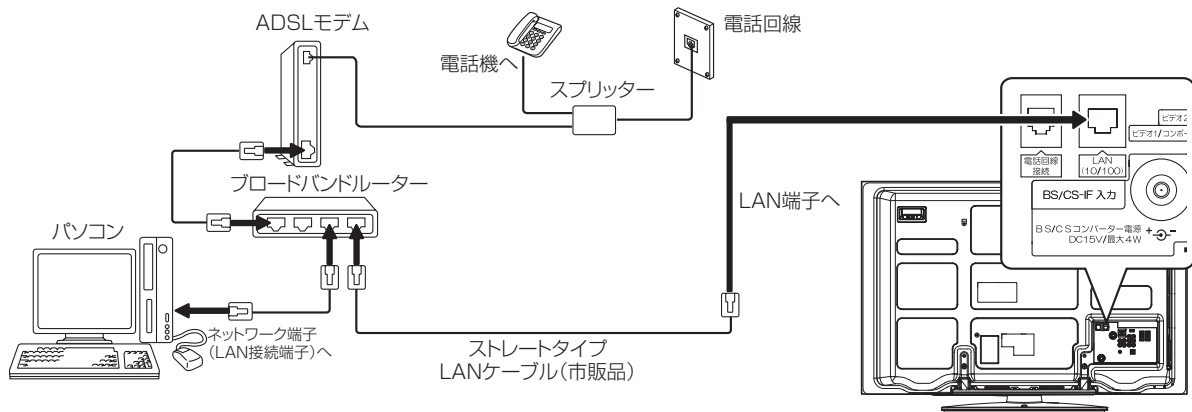 ADSLモデム
電話機へ
電話回線
スプリッター
ブロードバンドルーター
パソコン
ネットワーク端子
(LAN接続端子)へ
ストレートタイプ
LANケーブル(市販品)
LAN端子へ
電話回線
接続
LAN
(10/100)
ビデオ2
ビデオ1/コンポー
BS/CS-IF 入力
BS/CSコンバーター電源
DC15V/最大4W